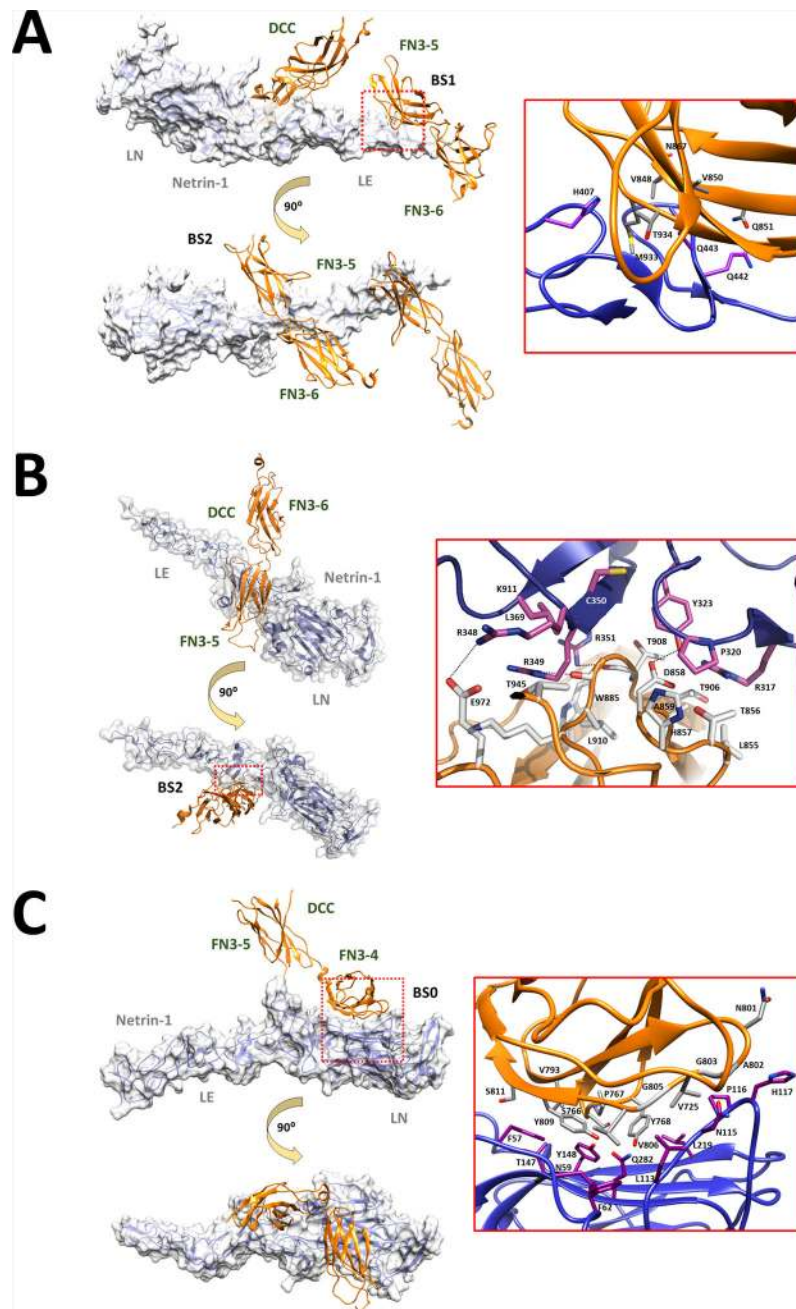 A
DCC
FN3-5
BS1
LN
Netrin-1
LE
90°
FN3-6
BS2
FN3-5
FN3-6
N867
V848
V850
H407
Q851
T934
Q443
M933
Q442
B
DCC
FN3-6
LE
Netrin-1
FN3-5
LN
90°
BS2
K911
C350
Y323
L369
R348
R351
T908
P320
R349
D858
R317
T945
T906
E972
W885
A859
T856
H857
L910
L855
C
DCC
FN3-5
FN3-4
BS0
Netrin-1
LE
LN
90°
N801
V793
G803
A802
S811
P767
G805
P116
H117
S766
V725
Y809
Y768
N115
F57
Y148
V806
L219
T147
N59
Q282
L113
F62